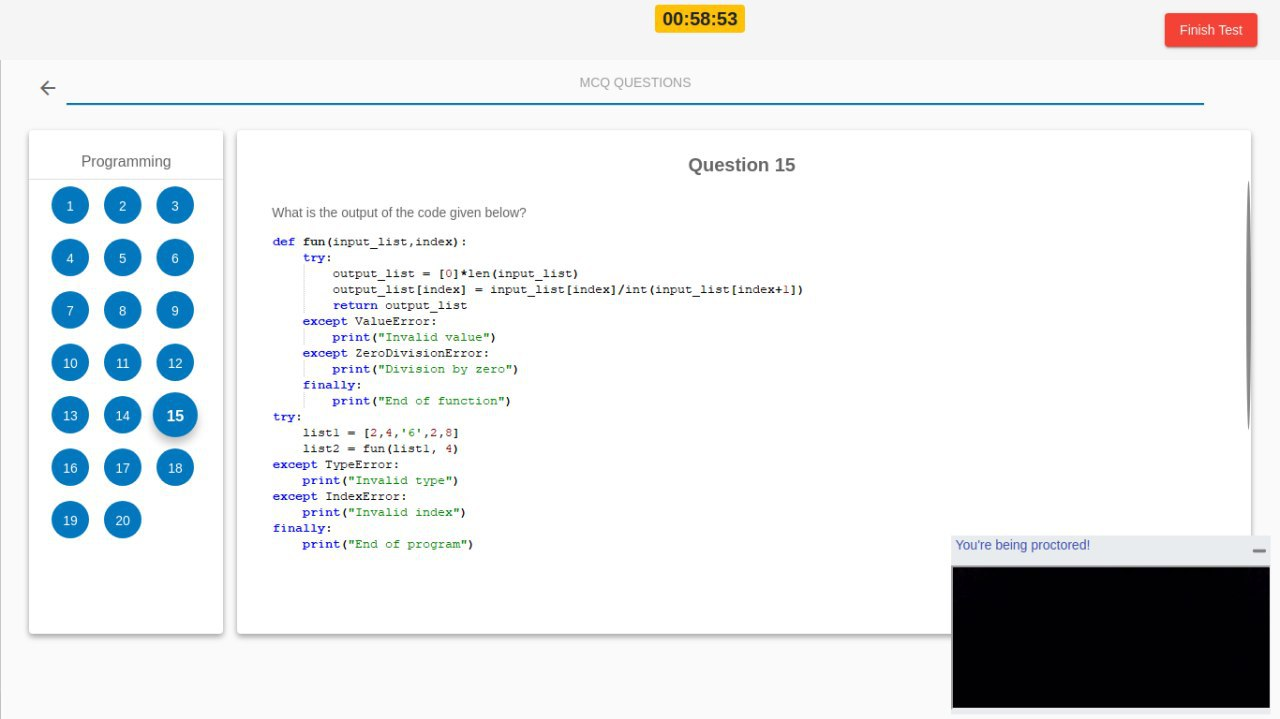 00:58:53
Finish Test
MCQ QUESTIONS
Programming
1 2 3
4 5 6
7 8 9
10 11 12
13 14 15
16 17 18
19 20
Question 15
What is the output of the code given below?
def fun(input_list,index):
    try:
        output_list = [0]*len(input_list)
        output_list[index] = input_list[index]/int(input_list[index+1])
        return output_list
    except ValueError:
        print("Invalid value")
    except ZeroDivisionError:
        print("Division by zero")
    finally:
        print("End of function")
try:
    list1 = [2,4,'6',2,8]
    list2 = fun(list1, 4)
except TypeError:
    print("Invalid type")
except IndexError:
    print("Invalid index")
finally:
    print("End of program")
You're being proctored!